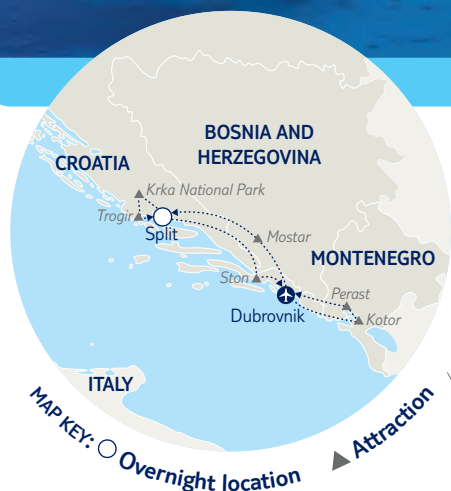 BOSNIA AND
HERZEGOVINA
CROATIA
Krka National Park
Trogir
Split
Mostar
MONTENEGRO
Ston
Perast
Dubrovnik
Kotor
ITALY
MAP KEY: Overnight location Attraction